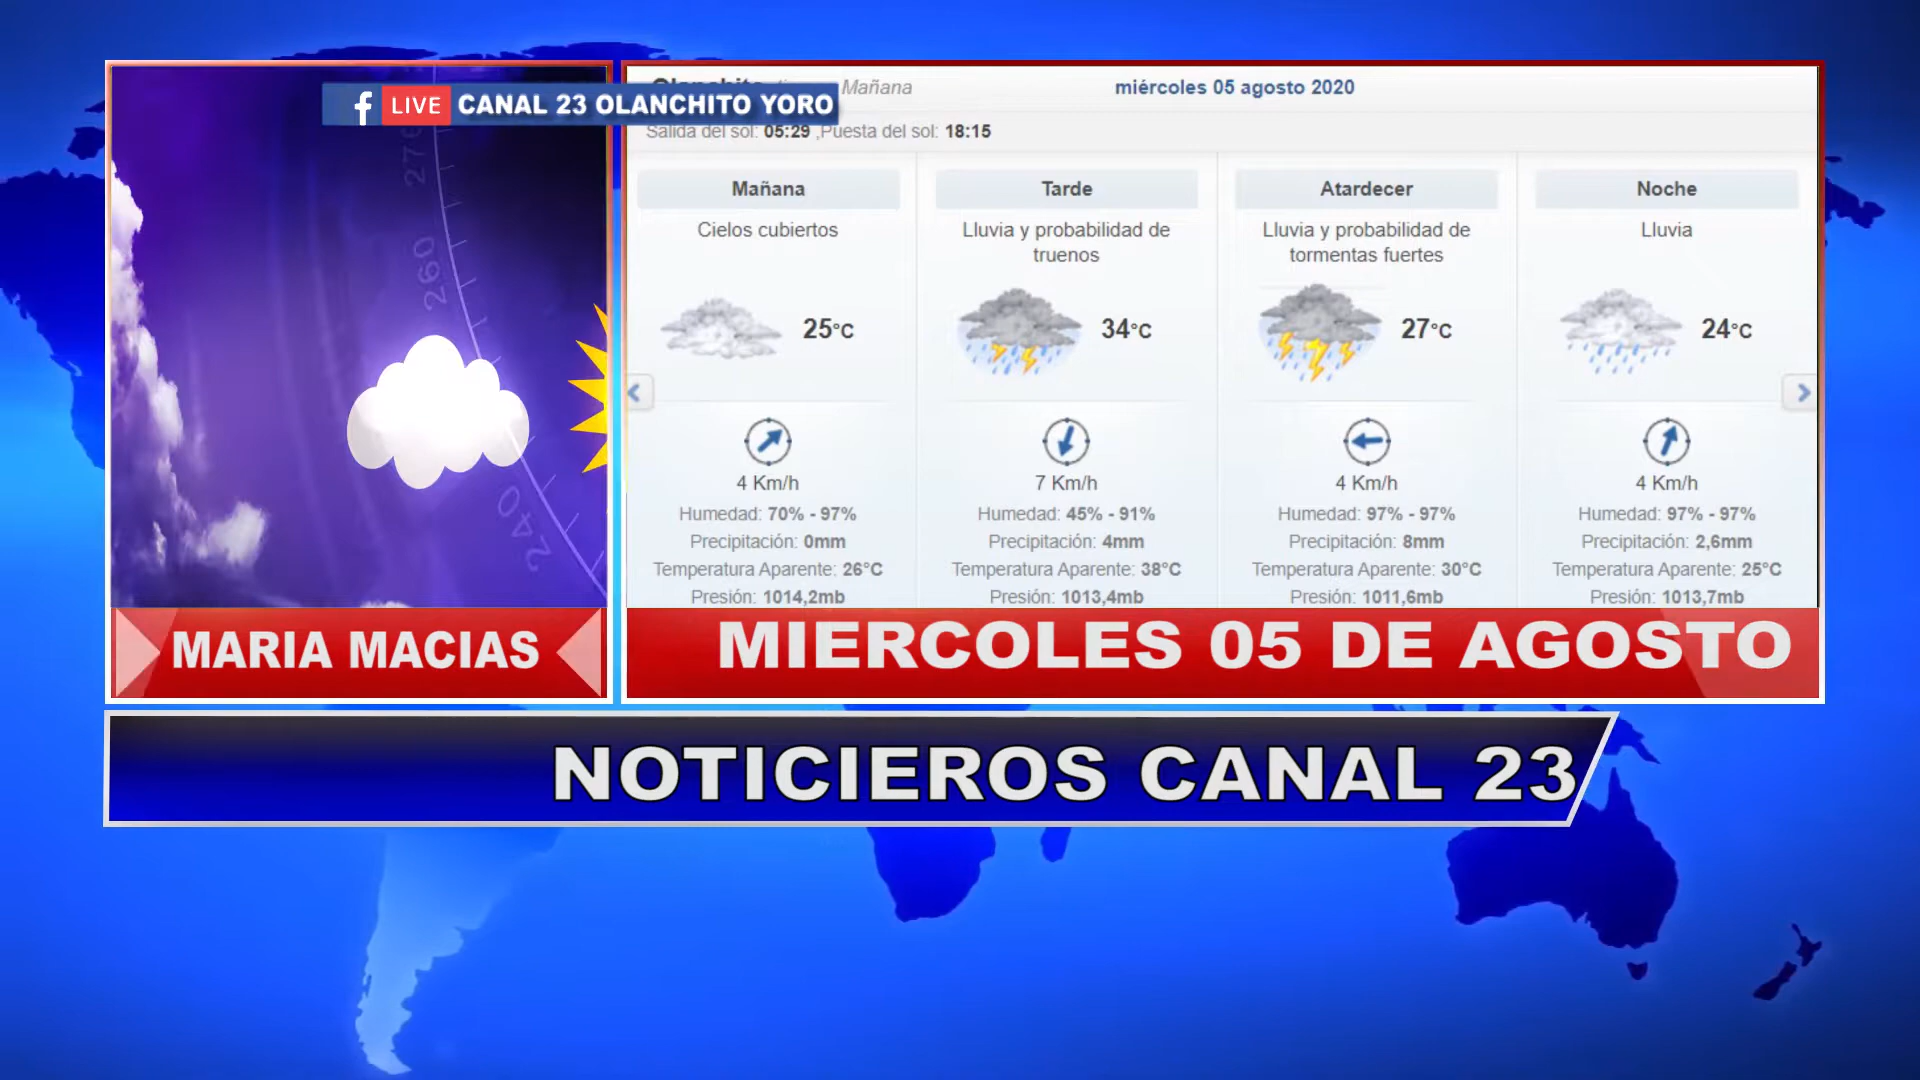 f LIVE CANAL 23 OLANCHITO YORO
Mañana
miércoles 05 agosto 2020
Salida del sol: 05:29 ,Puesta del sol: 18:15
Mañana
Cielos cubiertos
25°C
4 Km/h
Humedad: 70% - 97%
Precipitación: 0mm
Temperatura Aparente: 26°C
Presión: 1014,2mb
Tarde
Lluvia y probabilidad de
truenos
34°C
7 Km/h
Humedad: 45% - 91%
Precipitación: 4mm
Temperatura Aparente: 38°C
Presión: 1013,4mb
Atardecer
Lluvia y probabilidad de
tormentas fuertes
27°C
4 Km/h
Humedad: 97% - 97%
Precipitación: 8mm
Temperatura Aparente: 30°C
Presión: 1011,6mb
Noche
Lluvia
24°C
4 Km/h
Humedad: 97% - 97%
Precipitación: 2,6mm
Temperatura Aparente: 25°C
Presión: 1013,7mb
270
260
240
MARIA MACIAS
MIERCOLES 05 DE AGOSTO
NOTICIEROS CANAL 23